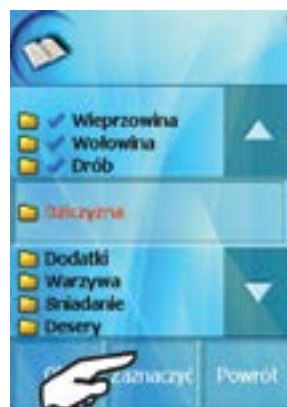 Wieprzowina
Wołowina
Drób
Dziczyzna
Dodatki
Warzywa
Śniadanie
Desery
Zaznaczyć
Powrót